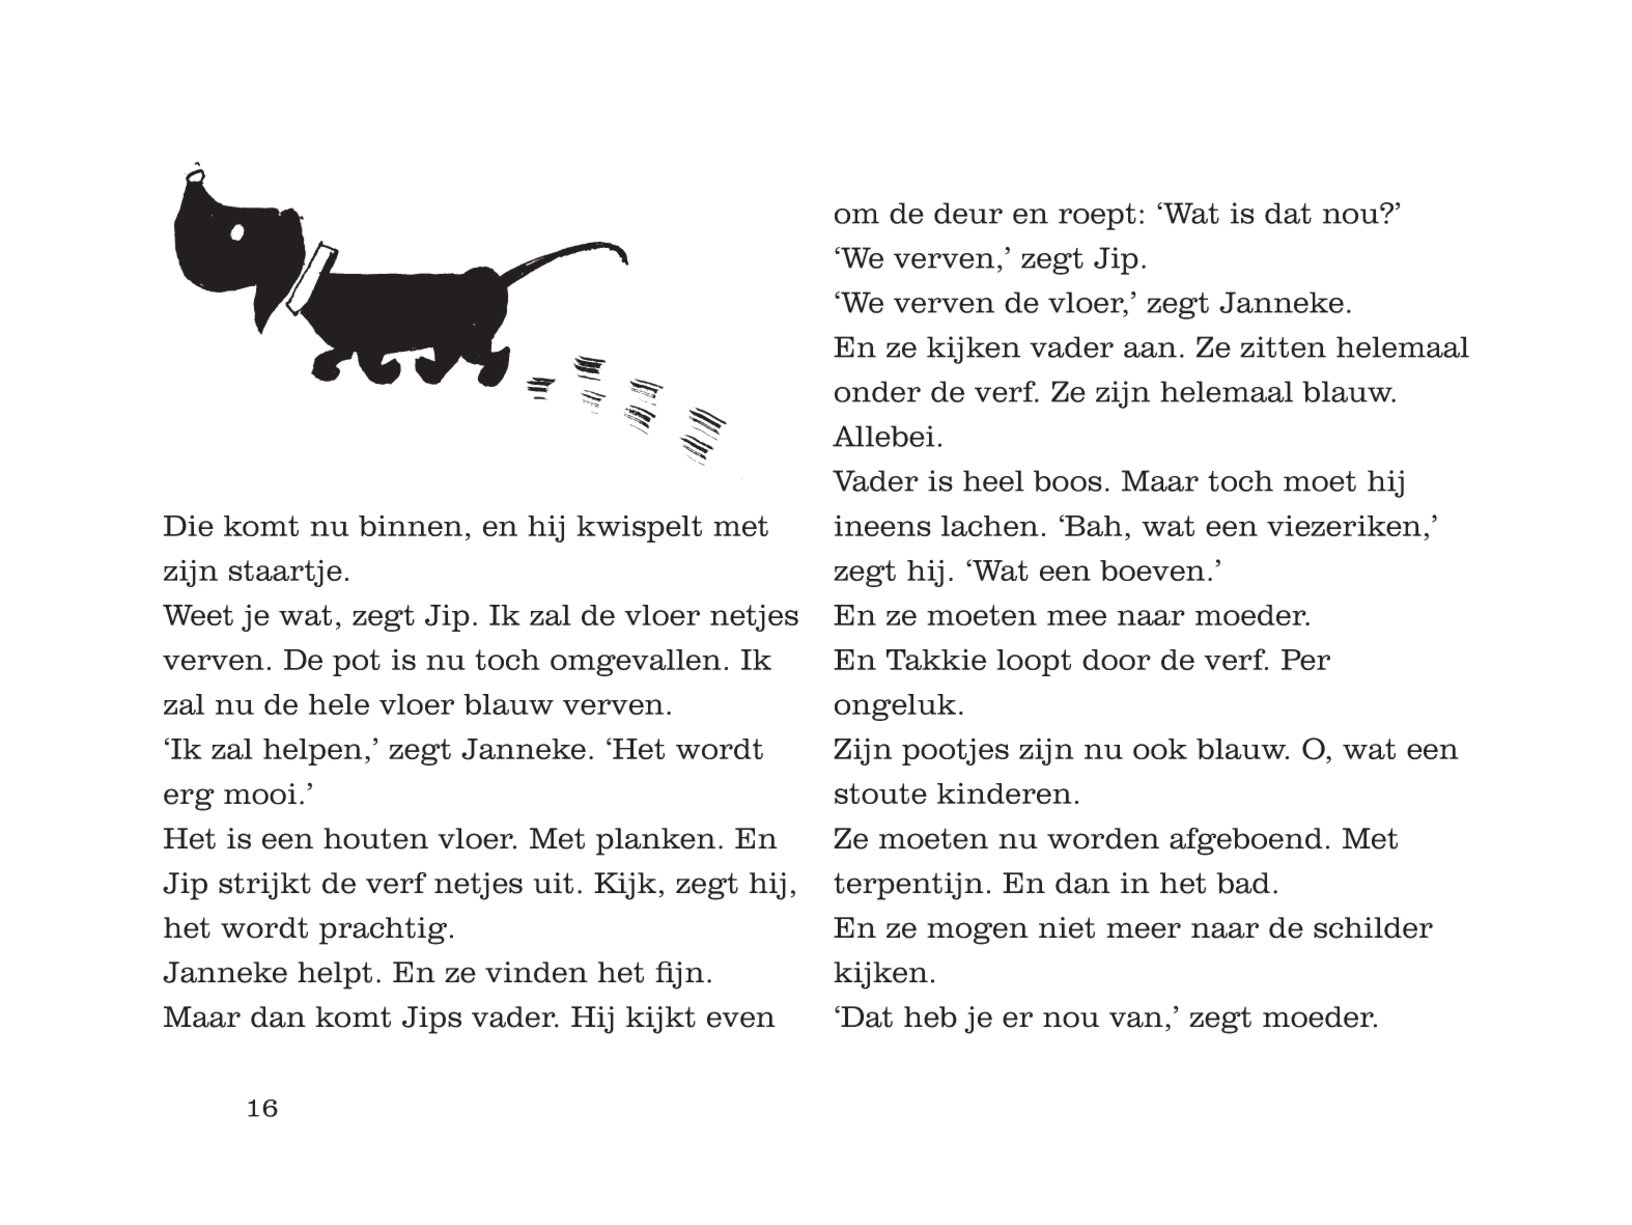 Die komt nu binnen, en hij kwispelt met
zijn staartje.
Weet je wat, zegt Jip. Ik zal de vloer netjes
verven. De pot is nu toch omgevallen. Ik
zal nu de hele vloer blauw verven.
‘Ik zal helpen,’ zegt Janneke. ‘Het wordt
erg mooi.’
Het is een houten vloer. Met planken. En
Jip strijkt de verf netjes uit. Kijk, zegt hij,
het wordt prachtig.
Janneke helpt. En ze vinden het fijn.
Maar dan komt Jips vader. Hij kijkt even
16
om de deur en roept: ‘Wat is dat nou?’
‘We verven,’ zegt Jip.
‘We verven de vloer,’ zegt Janneke.
En ze kijken vader aan. Ze zitten helemaal
onder de verf. Ze zijn helemaal blauw.
Allebei.
Vader is heel boos. Maar toch moet hij
ineens lachen. ‘Bah, wat een viezeriken,’
zegt hij. ‘Wat een boeven.’
En ze moeten mee naar moeder.
En Takkie loopt door de verf. Per
ongeluk.
Zijn pootjes zijn nu ook blauw. O, wat een
stoute kinderen.
Ze moeten nu worden afgeboend. Met
terpentijn. En dan in het bad.
En ze mogen niet meer naar de schilder
kijken.
‘Dat heb je er nou van,’ zegt moeder.